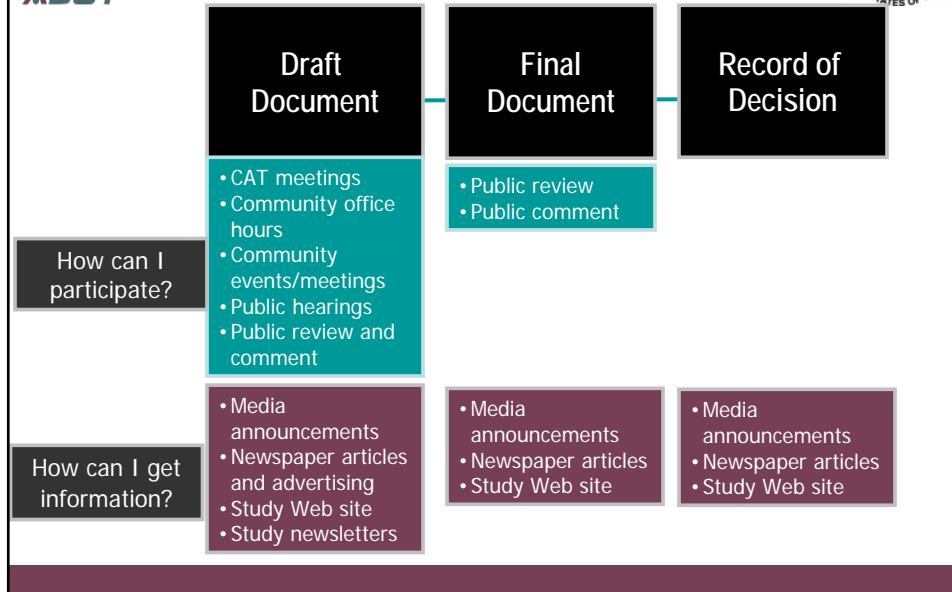 Draft
Document
Final
Document
Record of
Decision
How can I
participate?
• CAT meetings
• Community office
hours
• Community
events/meetings
• Public hearings
• Public review and
comment
• Public review
• Public comment
How can I get
information?
• Media
announcements
• Newspaper articles
and advertising
• Study Web site
• Study newsletters
• Media
announcements
• Newspaper articles
• Study Web site
• Media
announcements
• Newspaper articles
• Study Web site